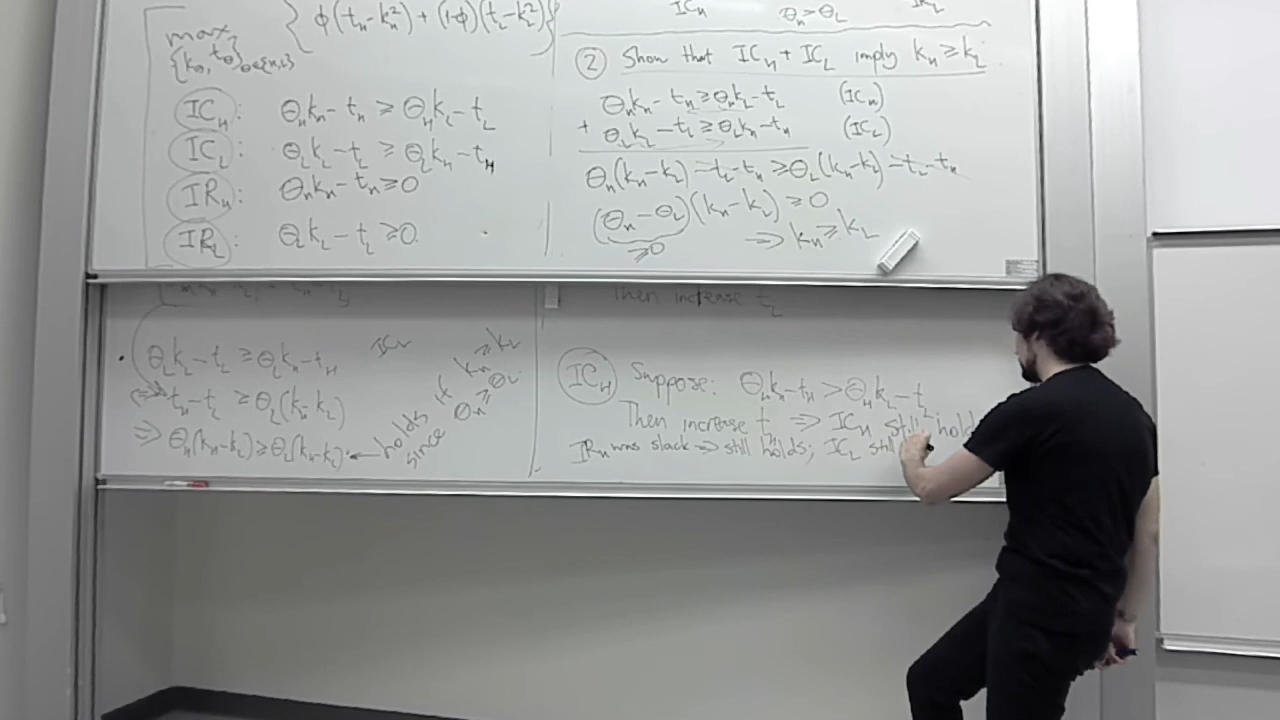 max { φ(t_H - k_H²) + (1-φ)(t_L - k_L²) }
{k_θ, t_θ}_{θ∈{H,L}}
IC_H: θ_H k_H - t_H ≥ θ_H k_L - t_L
IC_L: θ_L k_L - t_L ≥ θ_L k_H - t_H
IR_H: θ_H k_H - t_H ≥ 0
IR_L: θ_L k_L - t_L ≥ 0
IC_H θ_H > θ_L IR_L
② Show that IC_H + IC_L imply k_H ≥ k_L
θ_H k_H - t_H ≥ θ_H k_L - t_L (IC_H)
+ θ_L k_L - t_L ≥ θ_L k_H - t_H (IC_L)
θ_H(k_H - k_L) - t_L - t_H ≥ θ_L(k_H - k_L) - t_L - t_H
(θ_H - θ_L)(k_H - k_L) ≥ 0
≥0 ⇒ k_H ≥ k_L
• θ_L k_L - t_L ≥ θ_L k_H - t_H IC_L
⇔ t_H - t_L ≥ θ_L(k_H - k_L)
⇒ θ_H(k_H - k_L) ≥ θ_L(k_H - k_L) ← holds
since θ_H ≥ θ_L
k_H ≥ k_L
Then increase t_L
IC_H Suppose: θ_H k_H - t_H > θ_H k_L - t_L
Then increase t_H ⇒ IC_H still hold
IR_H was slack ⇒ still holds; IC_L still